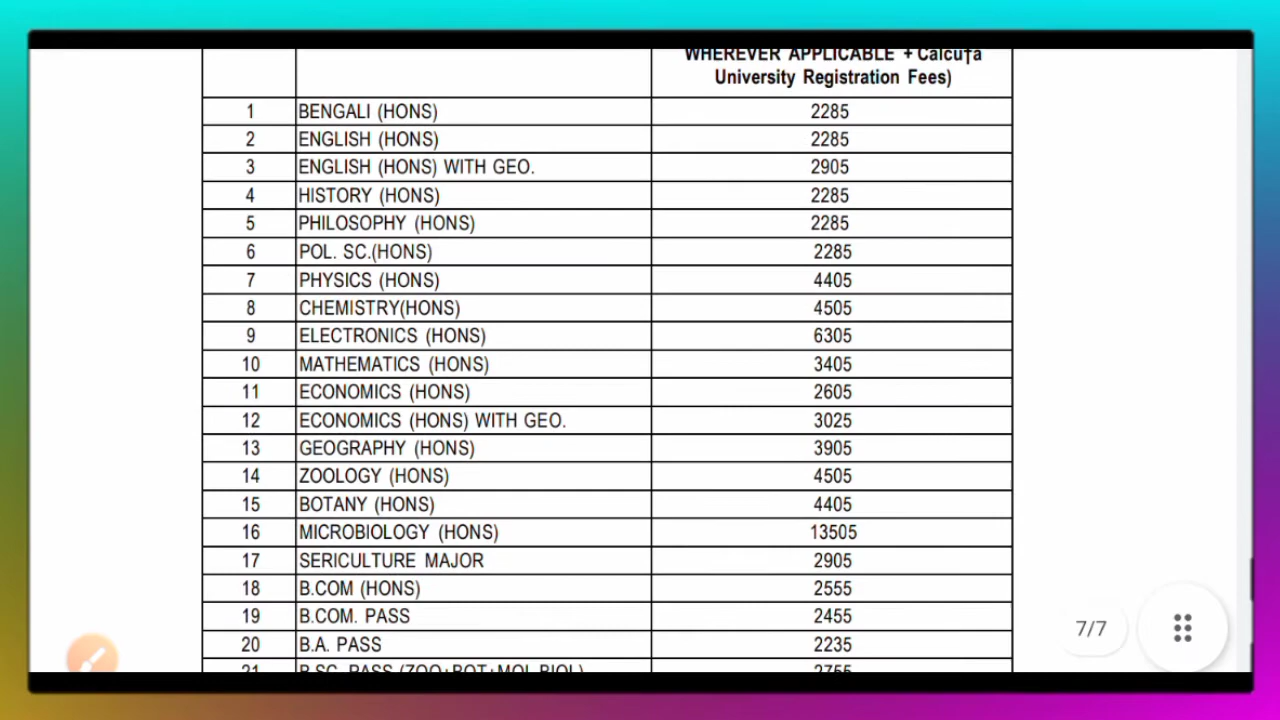 WHEREVER APPLICABLE + Calcu†a
University Registration Fees)
1 BENGALI (HONS) 2285
2 ENGLISH (HONS) 2285
3 ENGLISH (HONS) WITH GEO. 2905
4 HISTORY (HONS) 2285
5 PHILOSOPHY (HONS) 2285
6 POL. SC.(HONS) 2285
7 PHYSICS (HONS) 4405
8 CHEMISTRY(HONS) 4505
9 ELECTRONICS (HONS) 6305
10 MATHEMATICS (HONS) 3405
11 ECONOMICS (HONS) 2605
12 ECONOMICS (HONS) WITH GEO. 3025
13 GEOGRAPHY (HONS) 3905
14 ZOOLOGY (HONS) 4505
15 BOTANY (HONS) 4405
16 MICROBIOLOGY (HONS) 13505
17 SERICULTURE MAJOR 2905
18 B.COM (HONS) 2555
19 B.COM. PASS 2455
20 B.A. PASS 2235
21 B.SC. PASS (ZOO+BOT+MOL.BIOL) 2755
7/7